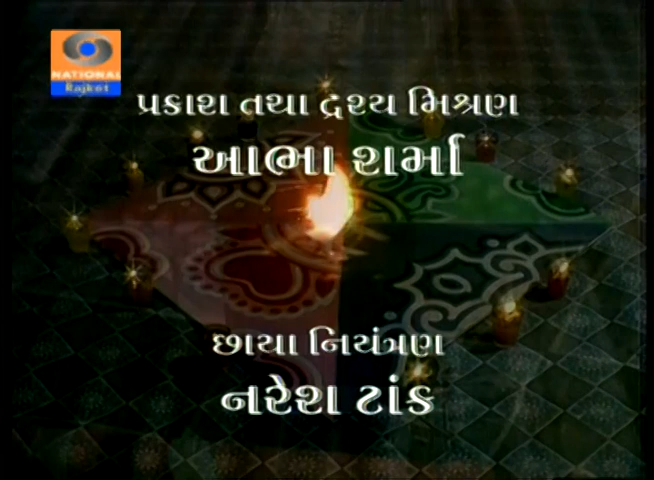 NATIONAL
Rajkot
પ્રકાશ તથા દ્રશ્ય મિશ્રણ
આભા શર્મા
છાયા નિયંત્રણ
નરેશ ટાંક